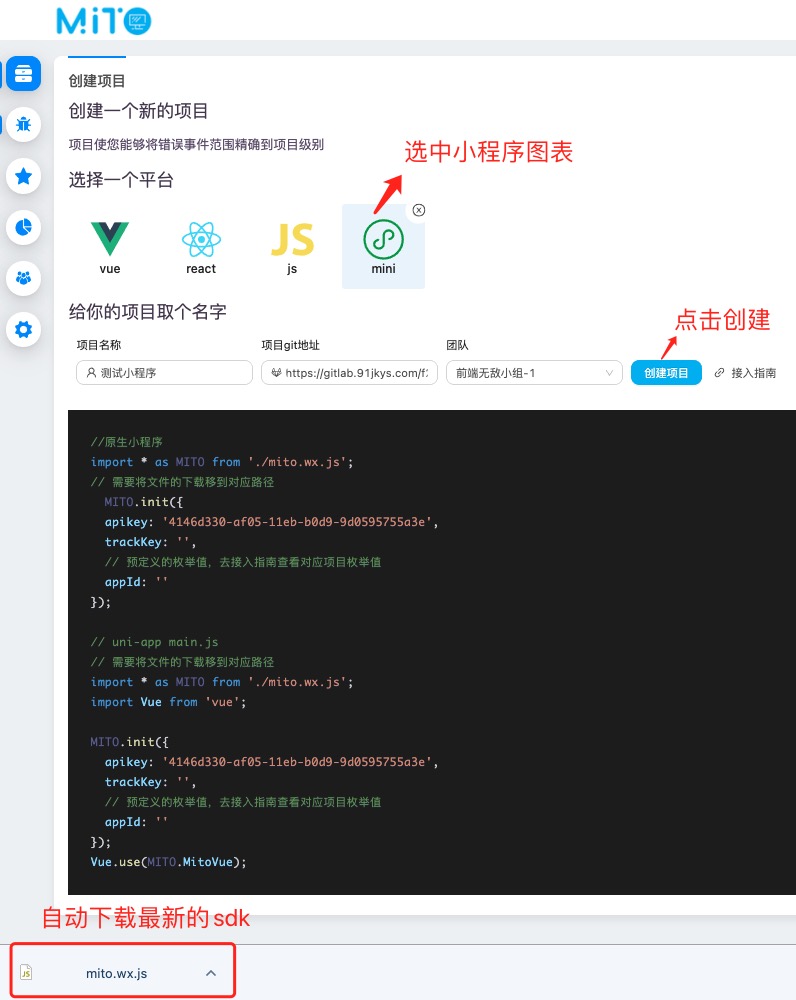 MiTO
创建项目
创建一个新的项目
项目使您能够将错误事件范围精确到项目级别
选中小程序图表
选择一个平台
vue
react
JS
js
mini
给你的项目取个名字
点击创建
项目名称
项目git地址
团队
测试小程序
https://gitlab.91jkys.com/f
前端无敌小组-1
创建项目
接入指南
//原生小程序
import * as MITO from './mito.wx.js';
// 需要将文件的下载移到对应路径
MITO.init({
apikey: '4146d330-af05-11eb-b0d9-9d0595755a3e',
trackKey: '',
// 预定义的枚举值，去接入指南查看对应项目枚举值
appId: ''
});
// uni-app main.js
// 需要将文件的下载移到对应路径
import * as MITO from './mito.wx.js';
import Vue from 'vue';
MITO.init({
apikey: '4146d330-af05-11eb-b0d9-9d0595755a3e',
trackKey: '',
// 预定义的枚举值，去接入指南查看对应项目枚举值
appId: ''
});
Vue.use(MITO.MitoVue);
自动下载最新的sdk
JS
mito.wx.js